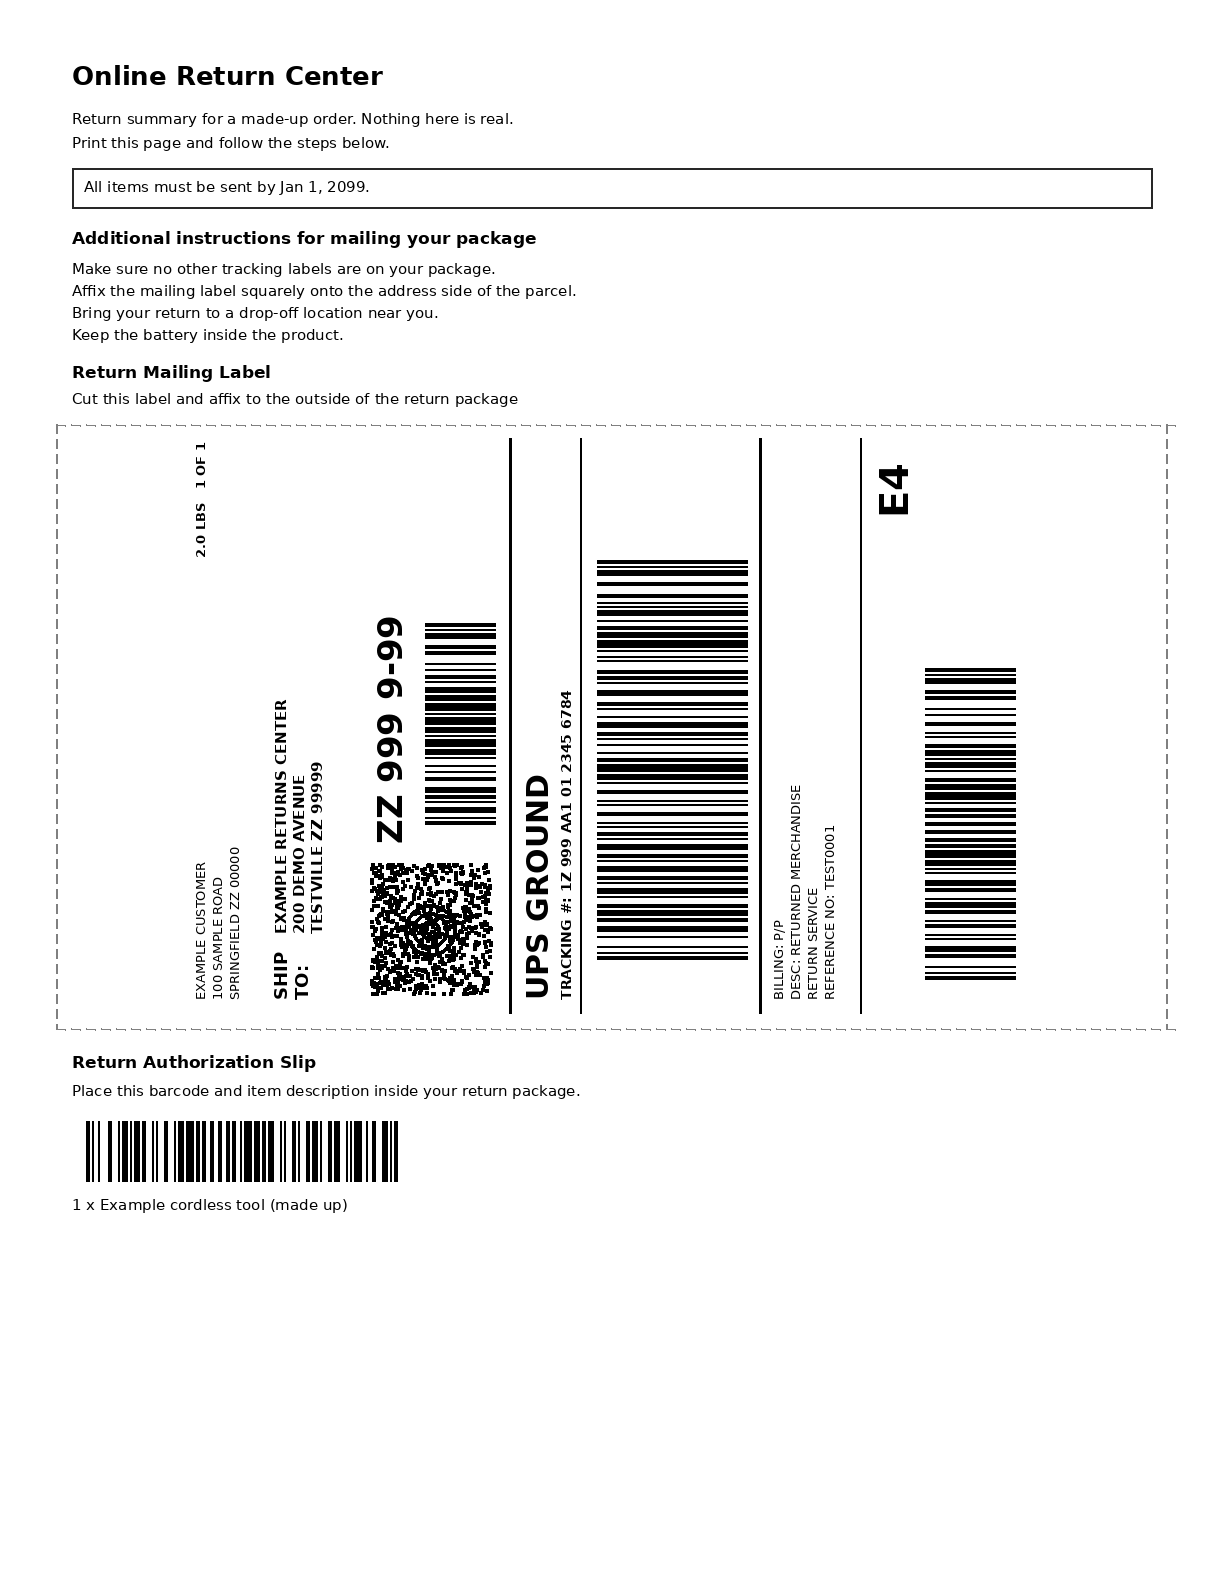 Online Return Center
Return summary for a made-up order. Nothing here is real.
Print this page and follow the steps below.
All items must be sent by Jan 1, 2099.
Additional instructions for mailing your package
Make sure no other tracking labels are on your package.
Affix the mailing label squarely onto the address side of the parcel.
Bring your return to a drop-off location near you.
Keep the battery inside the product.
Return Mailing Label
Cut this label and affix to the outside of the return package
EXAMPLE CUSTOMER
100 SAMPLE ROAD
SPRINGFIELD ZZ 00000
2.0 LBS 1 OF 1
SHIP
TO:
EXAMPLE RETURNS CENTER
200 DEMO AVENUE
TESTVILLE ZZ 99999
ZZ 999 9-99
UPS GROUND
TRACKING #: 1Z 999 AA1 01 2345 6784
BILLING: P/P
DESC: RETURNED MERCHANDISE
RETURN SERVICE
REFERENCE NO: TEST0001
E4
Return Authorization Slip
Place this barcode and item description inside your return package.
1 x Example cordless tool (made up)